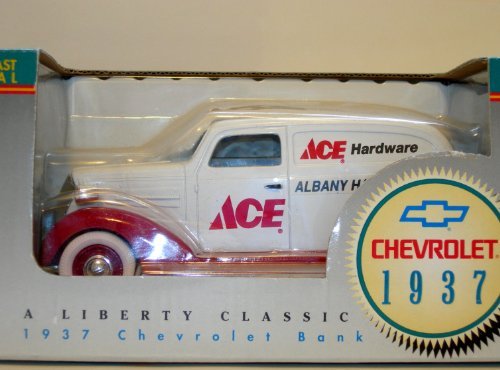 ACE Hardware
ALBANY
ACE
CHEVROLET
1937
A LIBERTY CLASSIC
1937 Chevrolet Bank